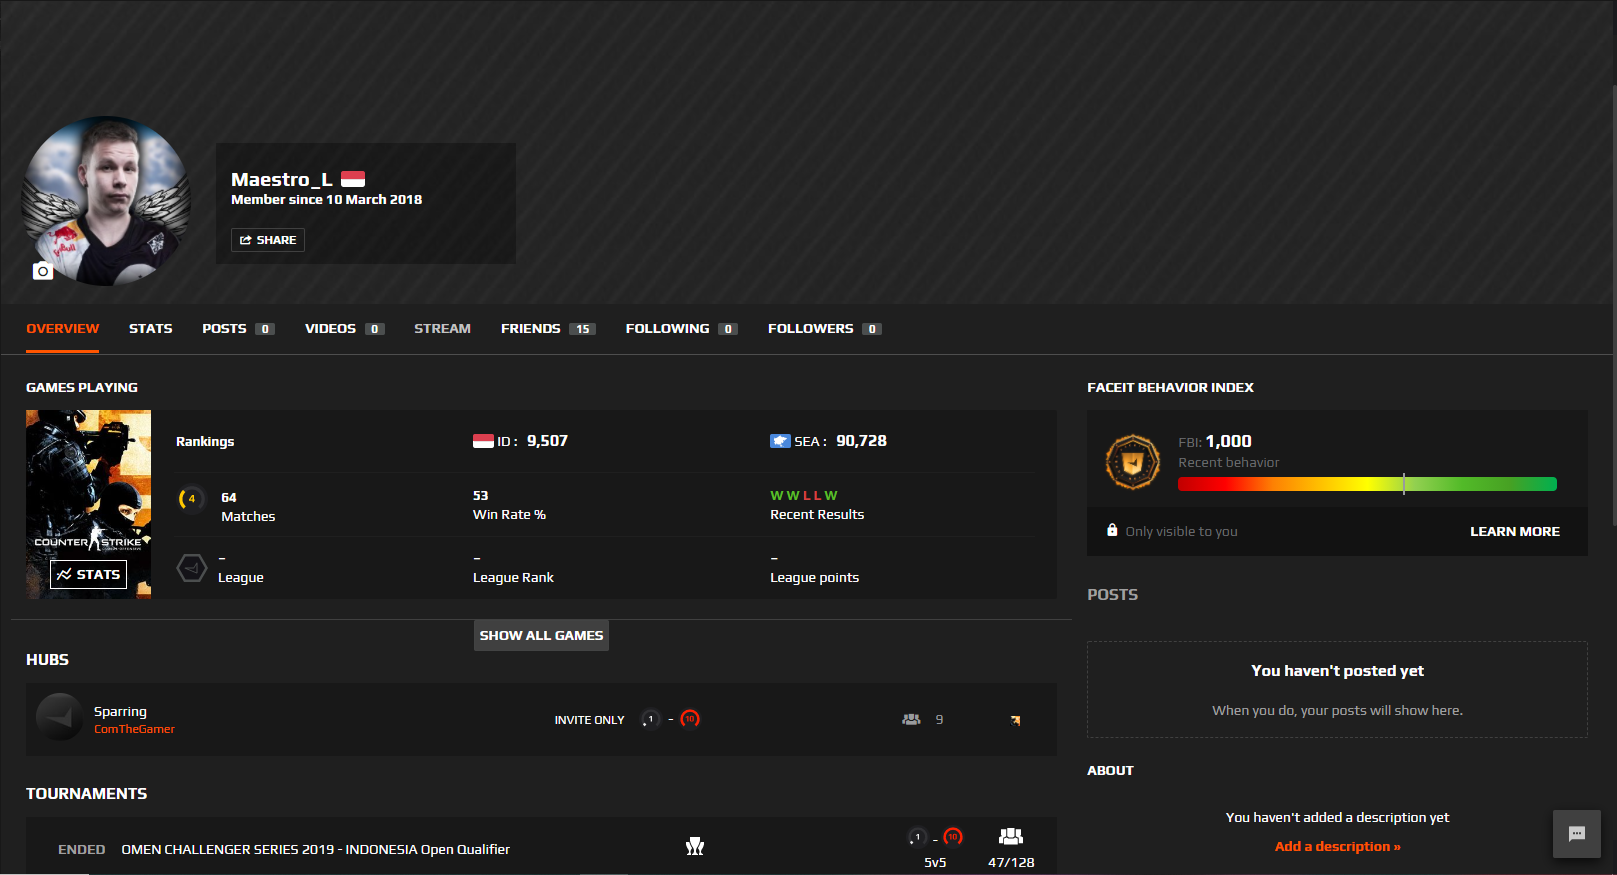 Maestro_L
Member since 10 March 2018
SHARE
OVERVIEW STATS POSTS 0 VIDEOS 0 STREAM FRIENDS 15 FOLLOWING 0 FOLLOWERS 0
GAMES PLAYING
Rankings ID : 9,507 SEA : 90,728
4 64 53 W W L L W
Matches Win Rate % Recent Results
– – –
League League Rank League points
COUNTER STRIKE
STATS
SHOW ALL GAMES
HUBS
Sparring
ComTheGamer
INVITE ONLY 1 - 10 9
TOURNAMENTS
ENDED OMEN CHALLENGER SERIES 2019 - INDONESIA Open Qualifier 1 - 10
5v5 47/128
FACEIT BEHAVIOR INDEX
FBI: 1,000
Recent behavior
Only visible to you LEARN MORE
POSTS
You haven't posted yet
When you do, your posts will show here.
ABOUT
You haven't added a description yet
Add a description »